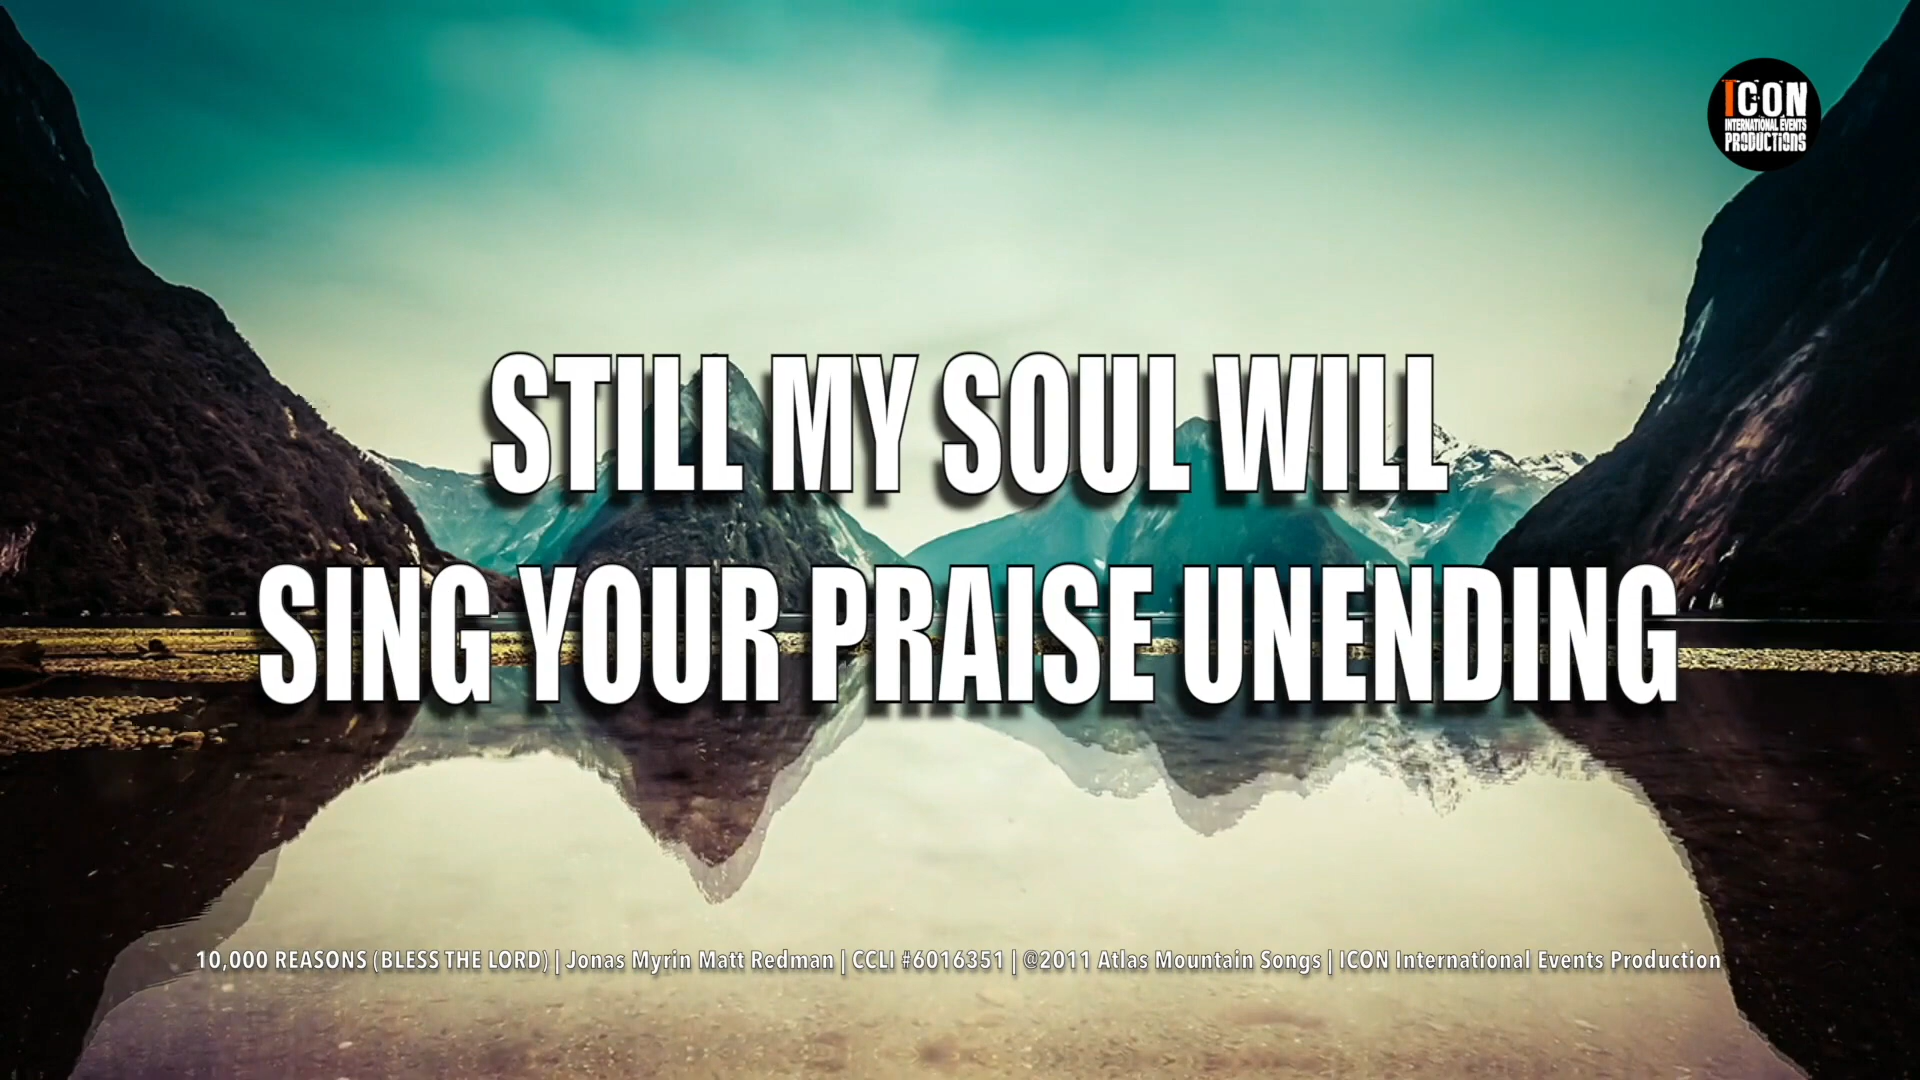 ICON
INTERNATIONAL EVENTS
PRODUCTIONS
STILL MY SOUL WILL
SING YOUR PRAISE UNENDING
10,000 REASONS (BLESS THE LORD) | Jonas Myrin Matt Redman | CCLI #6016351 | @2011 Atlas Mountain Songs | ICON International Events Production